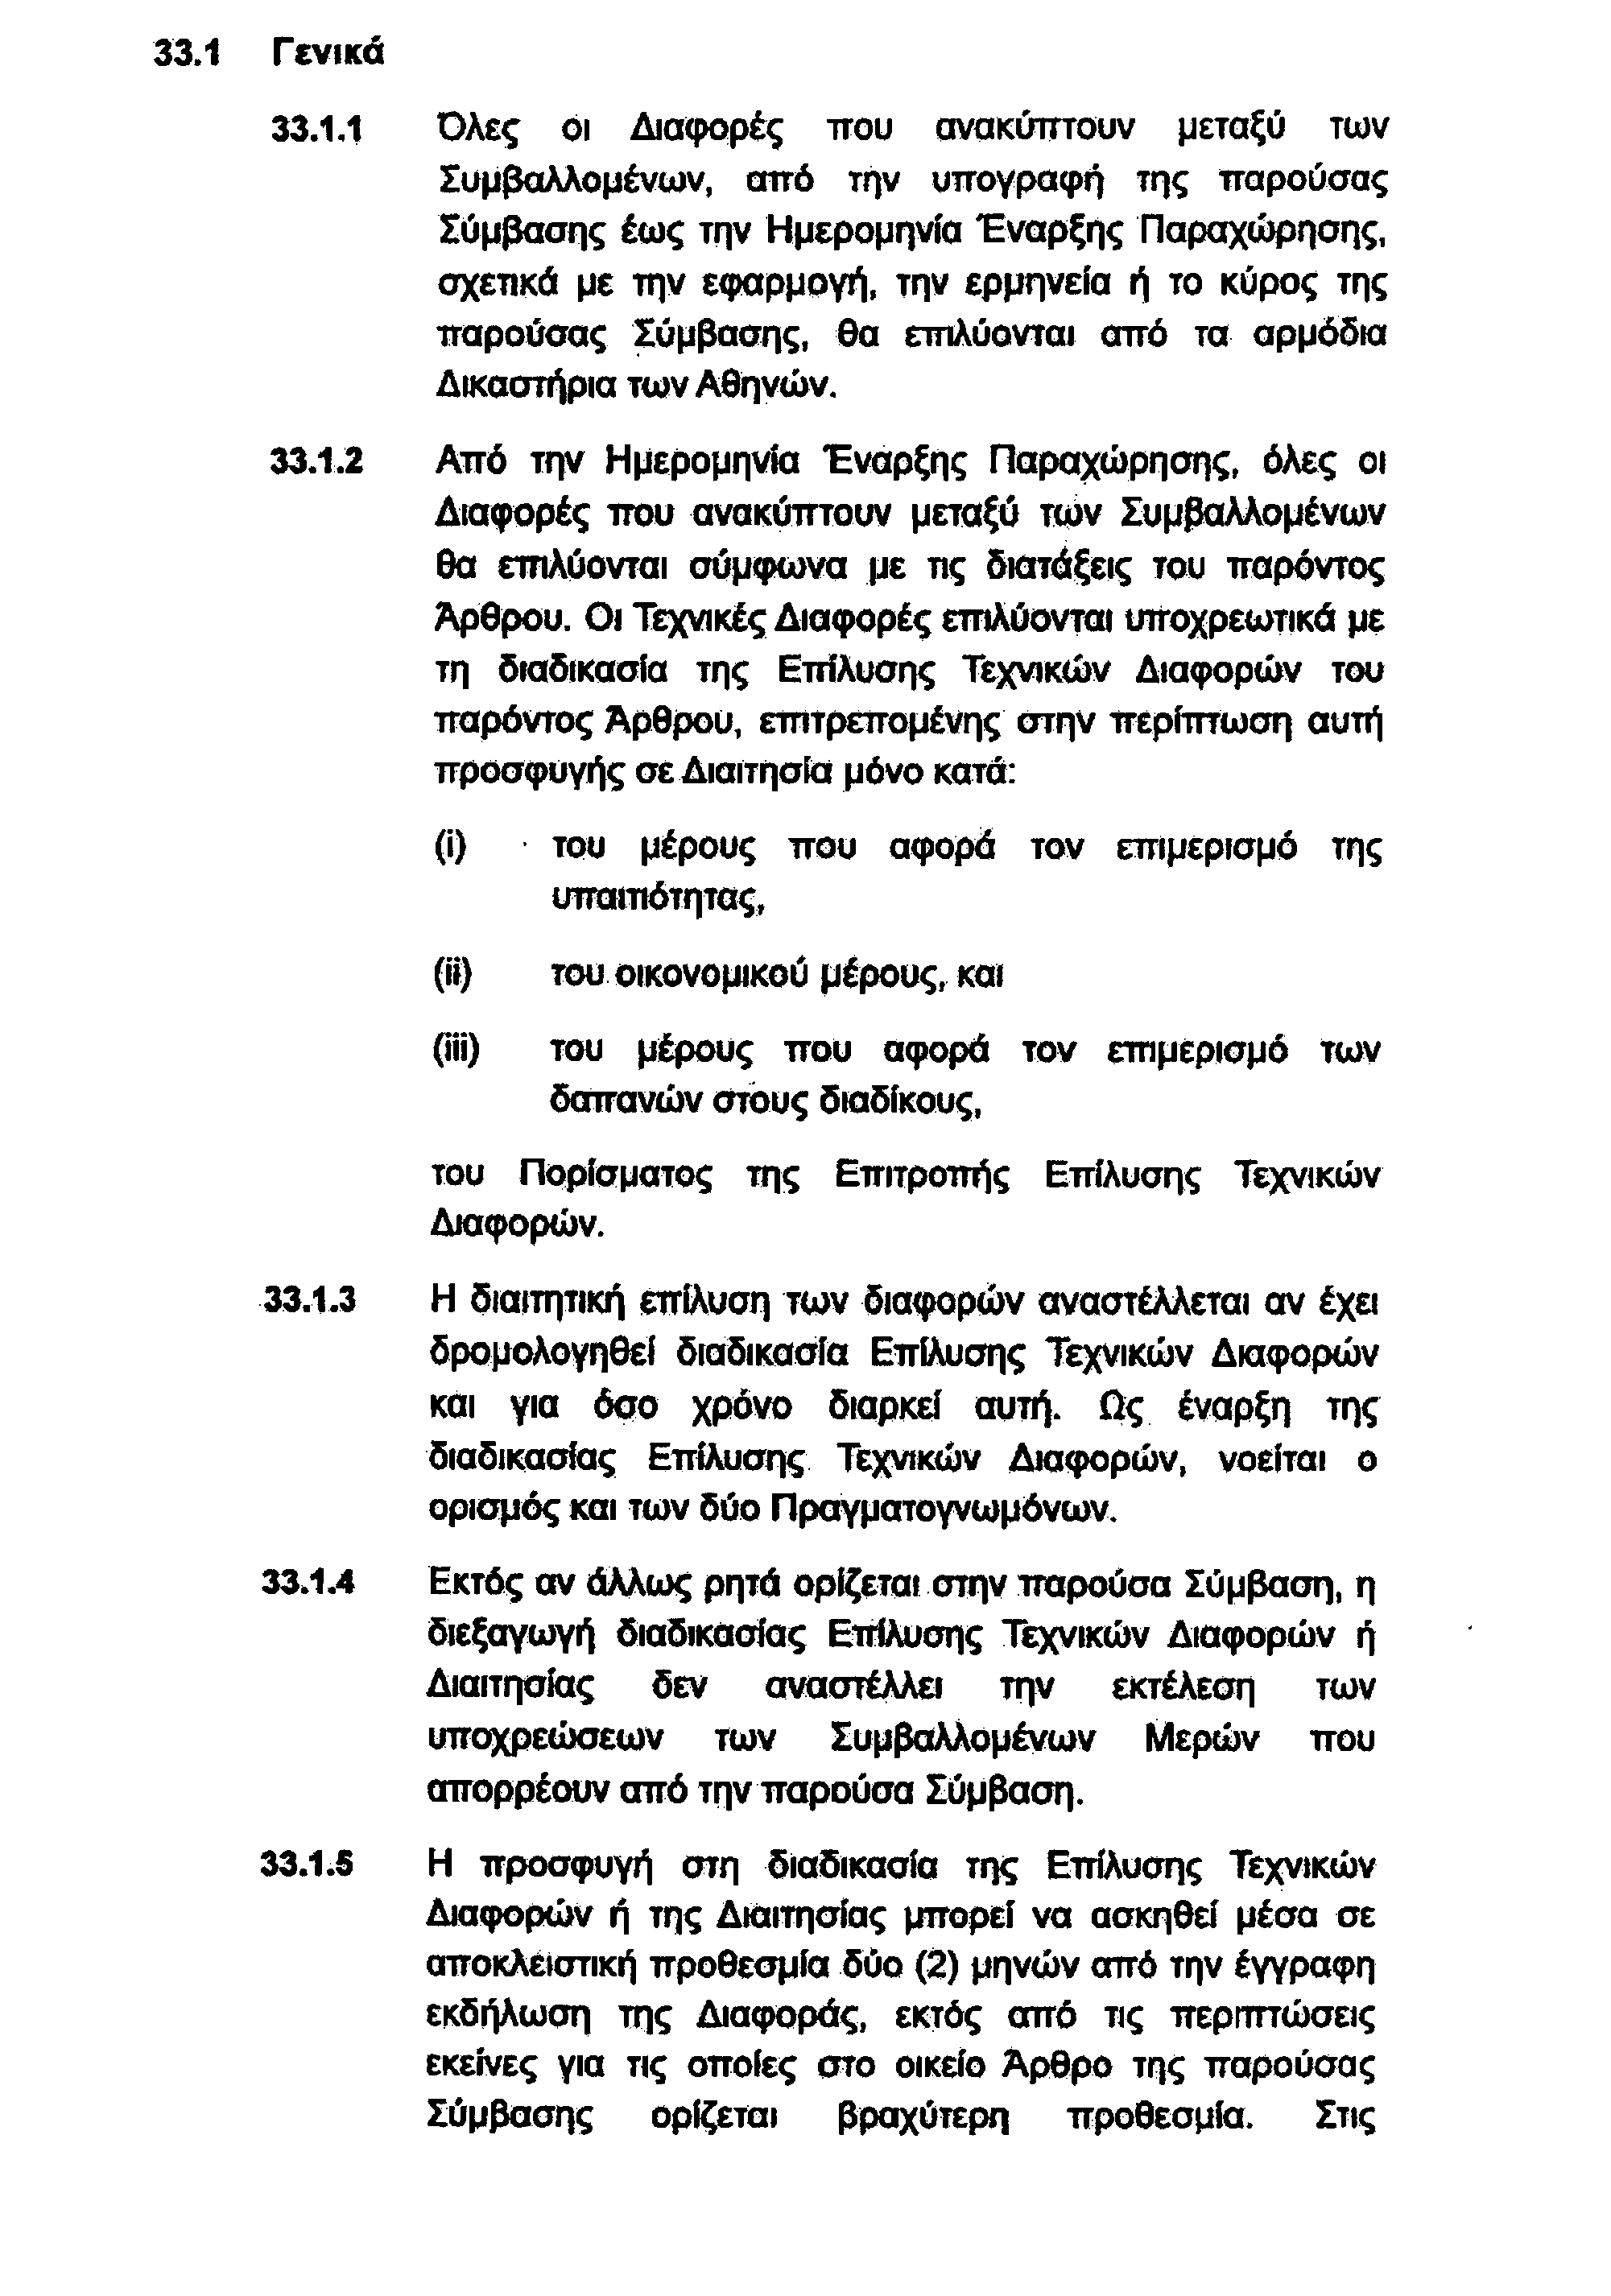 33.1 Γενικά
33.1.1 Όλες οι Διαφορές που ανακύπτουν μεταξύ των
Συμβαλλομένων, από την υπογραφή της παρούσας
Σύμβασης έως την Ημερομηνία Έναρξης Παραχώρησης,
σχετικά με την εφαρμογή, την ερμηνεία ή το κύρος της
παρούσας Σύμβασης, θα επιλύονται από τα αρμόδια
Δικαστήρια των Αθηνών.
33.1.2 Από την Ημερομηνία Έναρξης Παραχώρησης, όλες οι
Διαφορές που ανακύπτουν μεταξύ των Συμβαλλομένων
θα επιλύονται σύμφωνα με τις διατάξεις του παρόντος
Άρθρου. Οι Τεχνικές Διαφορές επιλύονται υποχρεωτικά με
τη διαδικασία της Επίλυσης Τεχνικών Διαφορών του
παρόντος Άρθρου, επιτρεπομένης στην περίπτωση αυτή
προσφυγής σε Διαιτησία μόνο κατά:
(i) του μέρους που αφορά τον επιμερισμό της
υπαιτιότητας,
(ii) του οικονομικού μέρους, και
(iii) του μέρους που αφορά τον επιμερισμό των
δαπανών στους διαδίκους,
του Πορίσματος της Επιτροπής Επίλυσης Τεχνικών
Διαφορών.
33.1.3 Η διαιτητική επίλυση των διαφορών αναστέλλεται αν έχει
δρομολογηθεί διαδικασία Επίλυσης Τεχνικών Διαφορών
και για όσο χρόνο διαρκεί αυτή. Ως έναρξη της
διαδικασίας Επίλυσης Τεχνικών Διαφορών, νοείται ο
ορισμός και των δύο Πραγματογνωμόνων.
33.1.4 Εκτός αν άλλως ρητά ορίζεται στην παρούσα Σύμβαση, η
διεξαγωγή διαδικασίας Επίλυσης Τεχνικών Διαφορών ή
Διαιτησίας δεν αναστέλλει την εκτέλεση των
υποχρεώσεων των Συμβαλλομένων Μερών που
απορρέουν από την παρούσα Σύμβαση.
33.1.5 Η προσφυγή στη διαδικασία της Επίλυσης Τεχνικών
Διαφορών ή της Διαιτησίας μπορεί να ασκηθεί μέσα σε
αποκλειστική προθεσμία δύο (2) μηνών από την έγγραφη
εκδήλωση της Διαφοράς, εκτός από τις περιπτώσεις
εκείνες για τις οποίες στο οικείο Άρθρο της παρούσας
Σύμβασης ορίζεται βραχύτερη προθεσμία. Στις